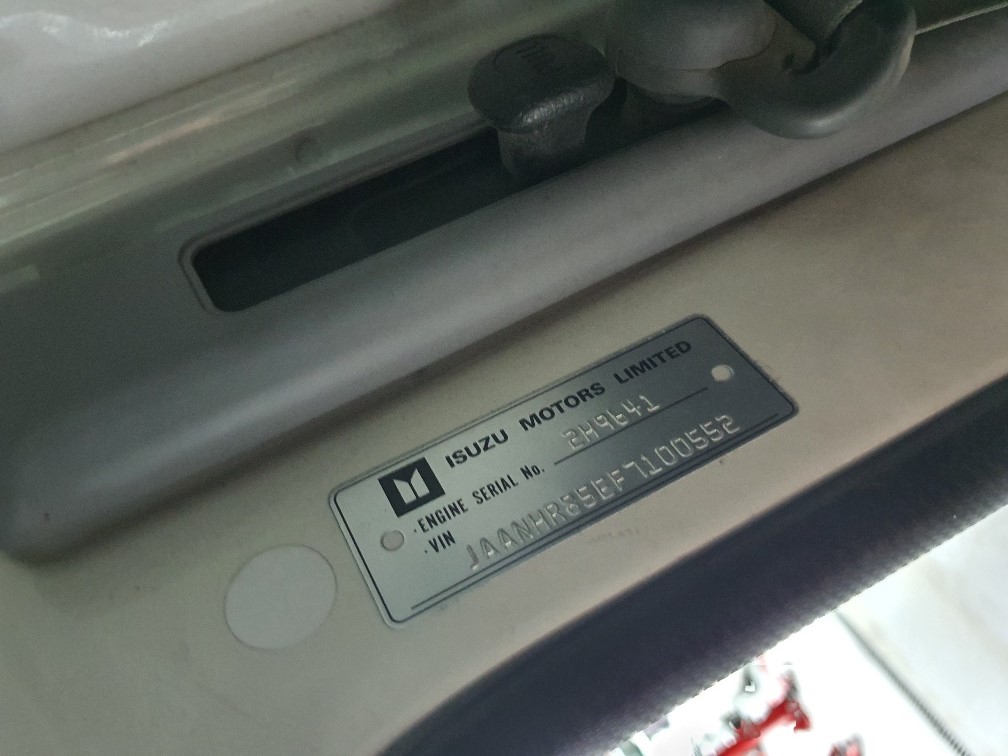 ISUZU MOTORS LIMITED
·ENGINE SERIAL No. 2H9641
·VIN JAANHR85EF7100552